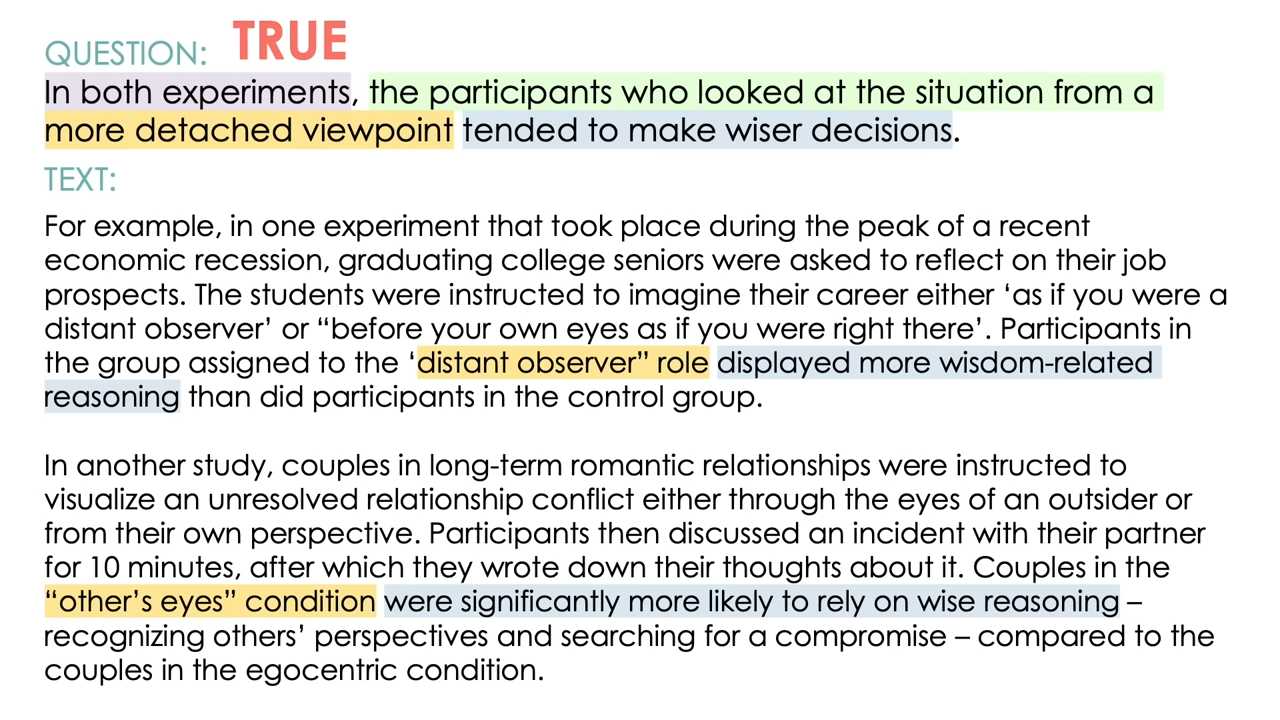 QUESTION: TRUE
In both experiments, the participants who looked at the situation from a
more detached viewpoint tended to make wiser decisions.
TEXT:
For example, in one experiment that took place during the peak of a recent
economic recession, graduating college seniors were asked to reflect on their job
prospects. The students were instructed to imagine their career either ‘as if you were a
distant observer’ or “before your own eyes as if you were right there’. Participants in
the group assigned to the ‘distant observer” role displayed more wisdom-related
reasoning than did participants in the control group.
In another study, couples in long-term romantic relationships were instructed to
visualize an unresolved relationship conflict either through the eyes of an outsider or
from their own perspective. Participants then discussed an incident with their partner
for 10 minutes, after which they wrote down their thoughts about it. Couples in the
“other’s eyes” condition were significantly more likely to rely on wise reasoning –
recognizing others’ perspectives and searching for a compromise – compared to the
couples in the egocentric condition.